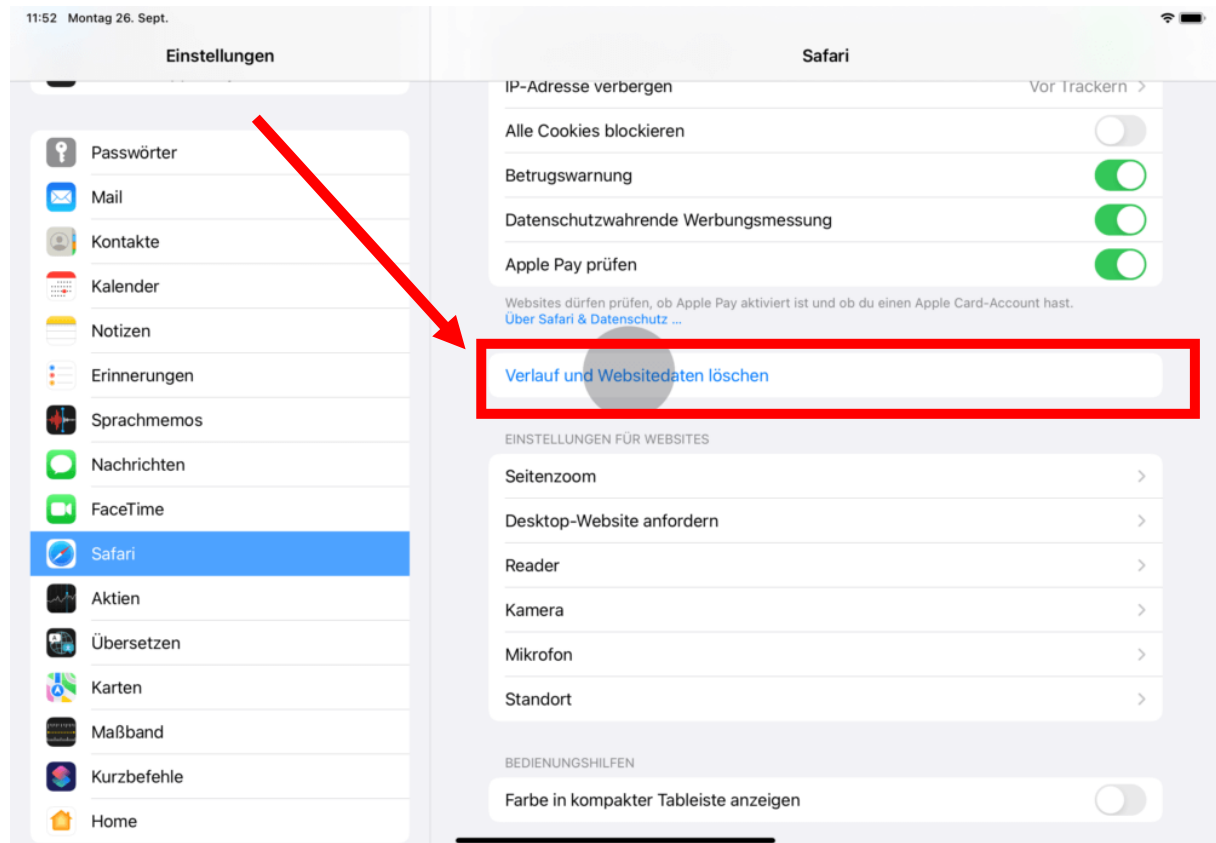 11:52 Montag 26. Sept.
Einstellungen
Passwörter
Mail
Kontakte
Kalender
Notizen
Erinnerungen
Sprachmemos
Nachrichten
FaceTime
Safari
Aktien
Übersetzen
Karten
Maßband
Kurzbefehle
Home
Safari
IP-Adresse verbergen Vor Trackern
Alle Cookies blockieren
Betrugswarnung
Datenschutzwahrende Werbungsmessung
Apple Pay prüfen
Websites dürfen prüfen, ob Apple Pay aktiviert ist und ob du einen Apple Card-Account hast.
Über Safari & Datenschutz ...
Verlauf und Websitedaten löschen
EINSTELLUNGEN FÜR WEBSITES
Seitenzoom
Desktop-Website anfordern
Reader
Kamera
Mikrofon
Standort
BEDIENUNGSHILFEN
Farbe in kompakter Tableiste anzeigen